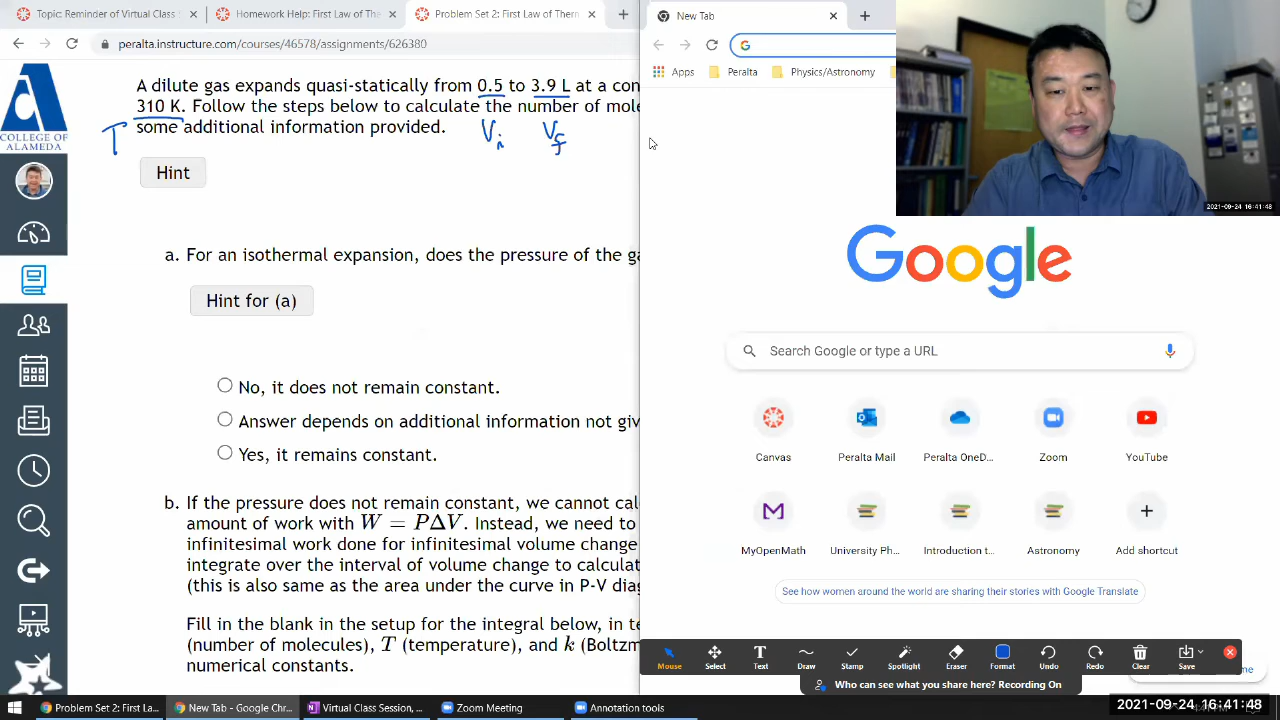 Topic: Reminder of Virtual Class T
Homework Help: First Law of The
Problem Set 2: First Law of Therm
New Tab
peralta.instructure.com/courses/46578/assignments/626380
Apps
Peralta
Physics/Astronomy
COLLEGE OF
ALAMEDA
A dilute gas expands quasi-statically from 0.5 to 3.9 L at a con
310 K. Follow the steps below to calculate the number of mole
some additional information provided.
T
Vi
Vf
Hint
a. For an isothermal expansion, does the pressure of the ga
Hint for (a)
No, it does not remain constant.
Answer depends on additional information not giv
Yes, it remains constant.
b. If the pressure does not remain constant, we cannot cal
amount of work with W = PΔV. Instead, we need to
infinitesimal work done for infinitesimal volume change
integrate over the interval of volume change to calculat
(this is also same as the area under the curve in P-V diag
Fill in the blank in the setup for the integral below, in te
(number of molecules), T (temperature), and k (Boltzm
numerical constants.
2021-09-24 16:41:48
Google
Search Google or type a URL
Canvas
Peralta Mail
Peralta OneD...
Zoom
YouTube
MyOpenMath
University Ph...
Introduction t...
Astronomy
Add shortcut
See how women around the world are sharing their stories with Google Translate
Mouse
Select
Text
Draw
Stamp
Spotlight
Eraser
Format
Undo
Redo
Clear
Save
Who can see what you share here? Recording On
Problem Set 2: First La...
New Tab - Google Chr...
Virtual Class Session, ...
Zoom Meeting
Annotation tools
2021-09-24 16:41:48